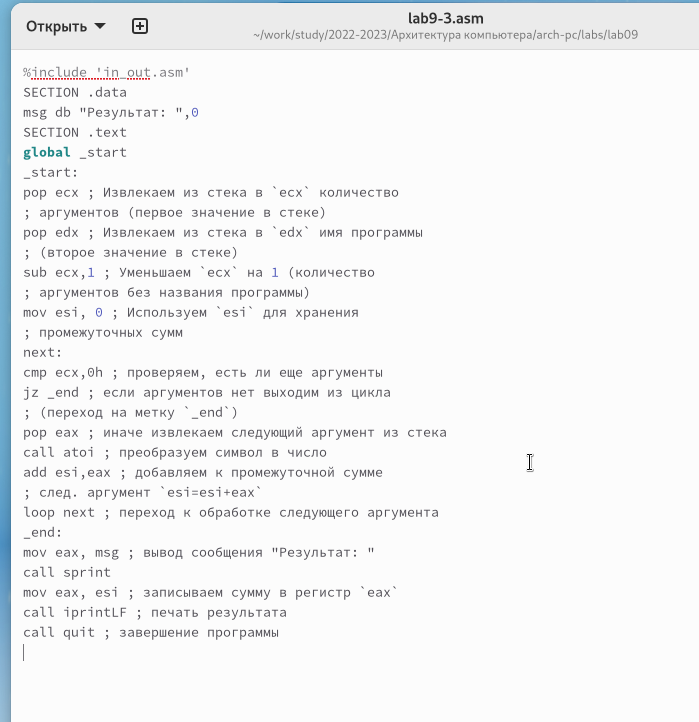 Открыть
lab9-3.asm
~/work/study/2022-2023/Архитектура компьютера/arch-pc/labs/lab09
%include 'in_out.asm'
SECTION .data
msg db "Результат: ",0
SECTION .text
global _start
_start:
pop ecx ; Извлекаем из стека в `ecx` количество
; аргументов (первое значение в стеке)
pop edx ; Извлекаем из стека в `edx` имя программы
; (второе значение в стеке)
sub ecx,1 ; Уменьшаем `ecx` на 1 (количество
; аргументов без названия программы)
mov esi, 0 ; Используем `esi` для хранения
; промежуточных сумм
next:
cmp ecx,0h ; проверяем, есть ли еще аргументы
jz _end ; если аргументов нет выходим из цикла
; (переход на метку `_end`)
pop eax ; иначе извлекаем следующий аргумент из стека
call atoi ; преобразуем символ в число
add esi,eax ; добавляем к промежуточной сумме
; след. аргумент `esi=esi+eax`
loop next ; переход к обработке следующего аргумента
_end:
mov eax, msg ; вывод сообщения "Результат: "
call sprint
mov eax, esi ; записываем сумму в регистр `eax`
call iprintLF ; печать результата
call quit ; завершение программы